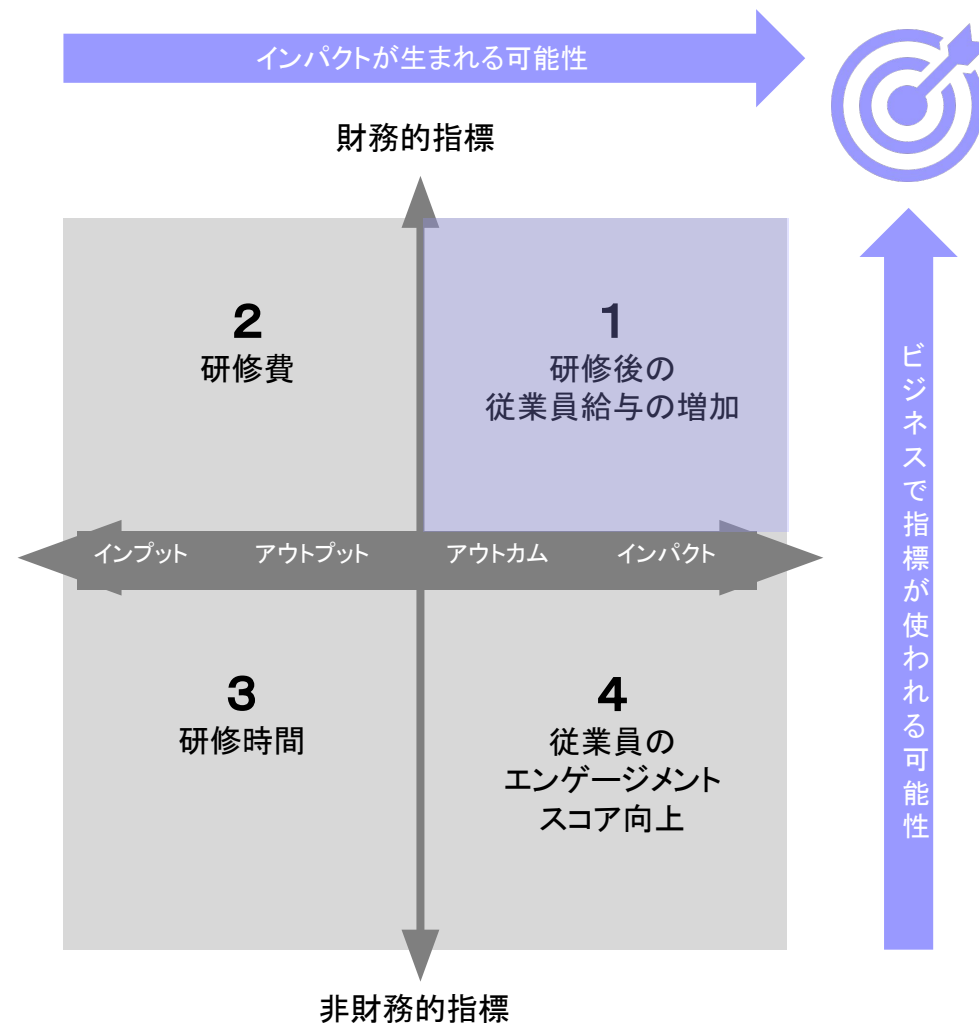 インパクトが生まれる可能性
財務的指標
2
研修費
1
研修後の
従業員給与の増加
インプット
アウトプット
アウトカム
インパクト
3
研修時間
4
従業員の
エンゲージメント
スコア向上
非財務的指標
ビジネスで指標が使われる可能性